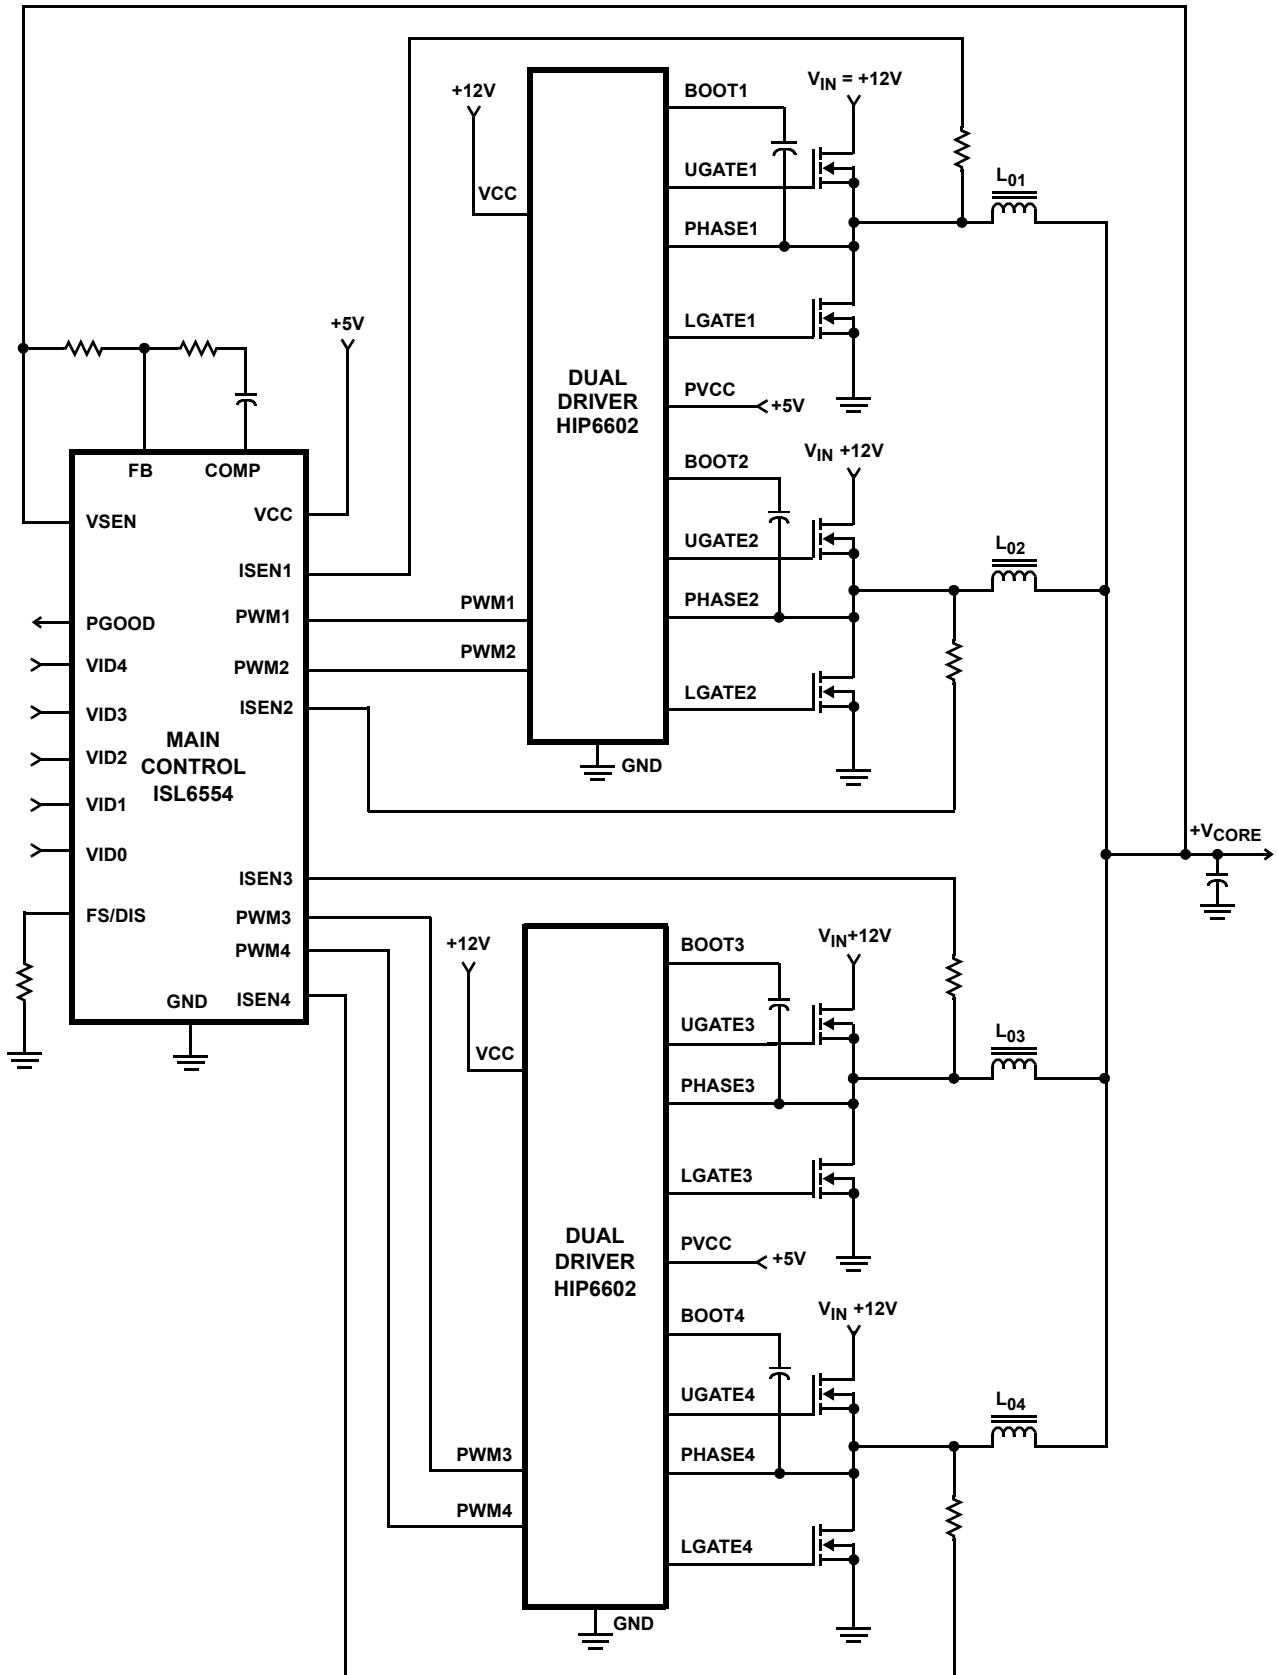 +12V
VCC
BOOT1
UGATE1
PHASE1
LGATE1
PVCC
+5V
BOOT2
UGATE2
PHASE2
LGATE2
DUAL
DRIVER
HIP6602
PWM1
PWM2
GND
VIN = +12V
L01
VIN +12V
L02
+5V
FB
COMP
VSEN
VCC
ISEN1
PGOOD
PWM1
VID4
PWM2
VID3
ISEN2
MAIN
CONTROL
ISL6554
VID2
VID1
VID0
ISEN3
FS/DIS
PWM3
PWM4
GND
ISEN4
+VCORE
+12V
VCC
BOOT3
UGATE3
PHASE3
LGATE3
DUAL
DRIVER
HIP6602
PVCC
+5V
BOOT4
UGATE4
PHASE4
LGATE4
PWM3
PWM4
GND
VIN+12V
L03
VIN +12V
L04